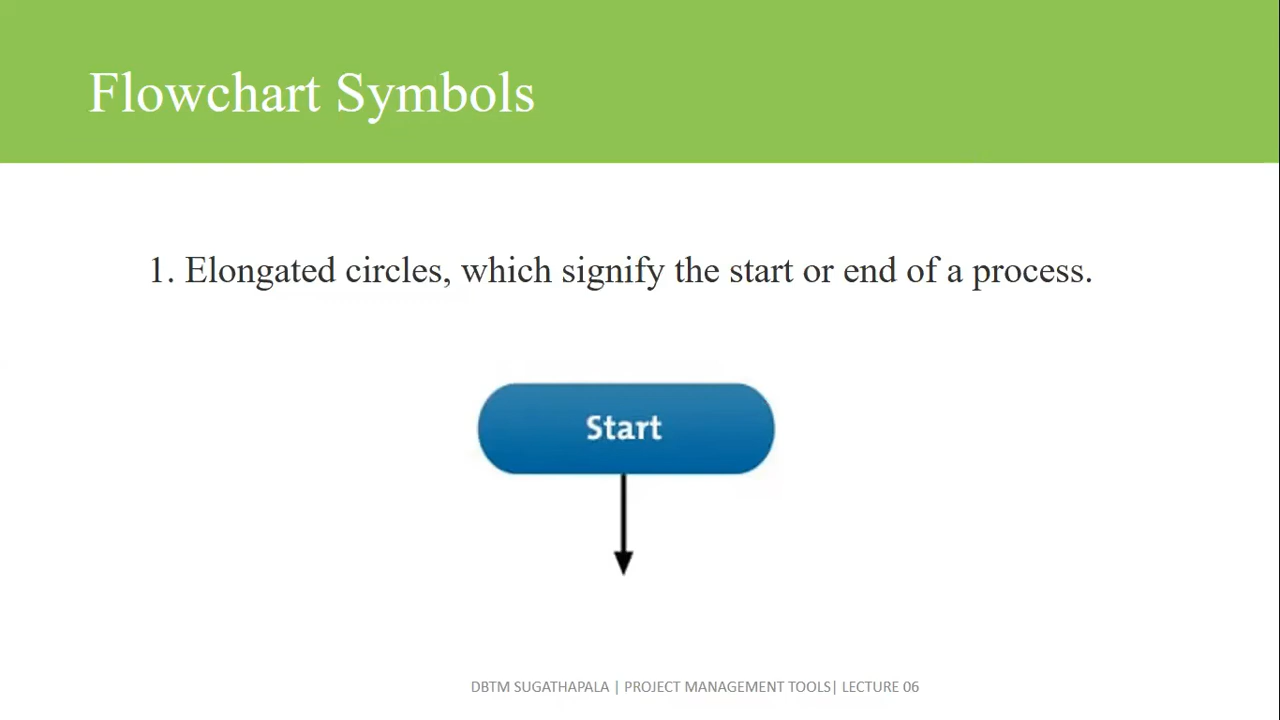 Flowchart Symbols
1. Elongated circles, which signify the start or end of a process.
Start
DBTM SUGATHAPALA | PROJECT MANAGEMENT TOOLS| LECTURE 06